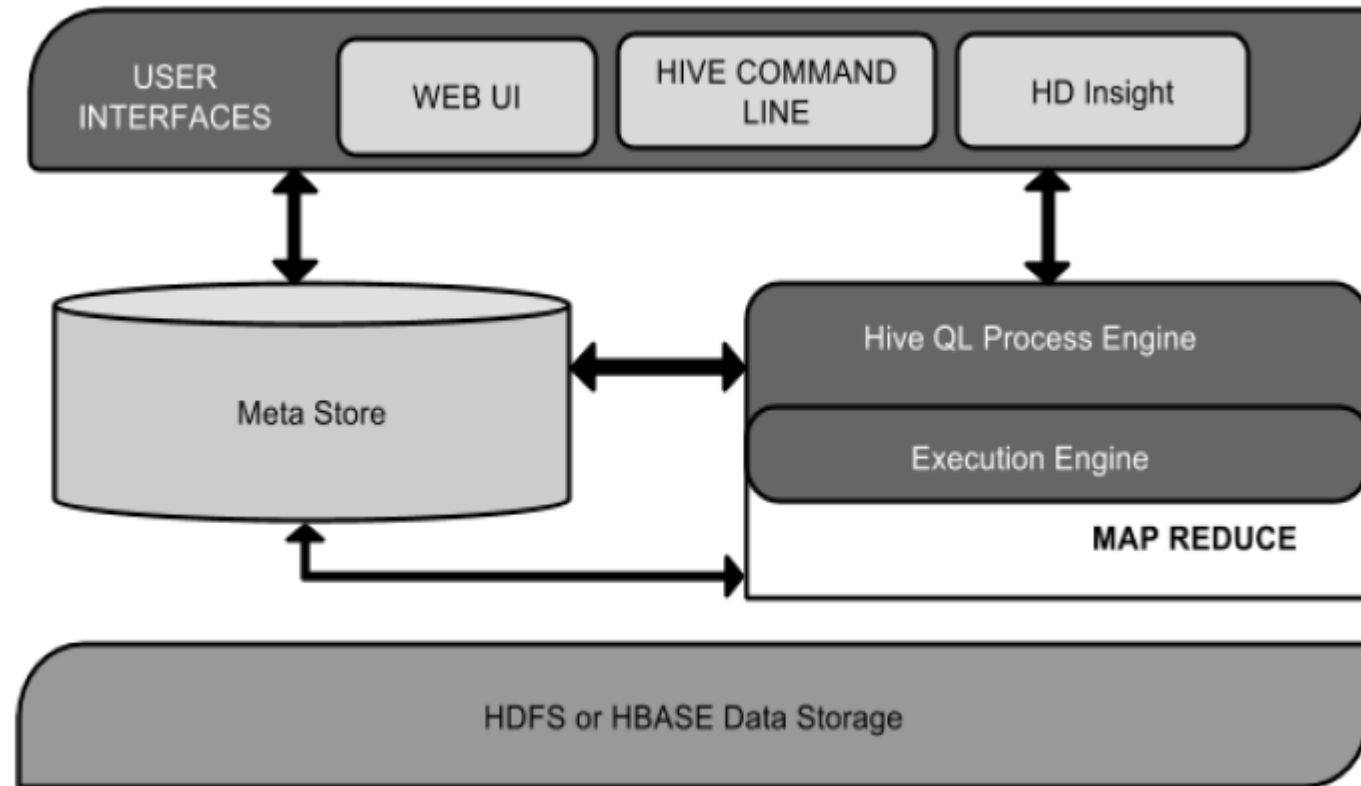 USER
INTERFACES
WEB UI
HIVE COMMAND
LINE
HD Insight
Meta Store
Hive QL Process Engine
Execution Engine
MAP REDUCE
HDFS or HBASE Data Storage